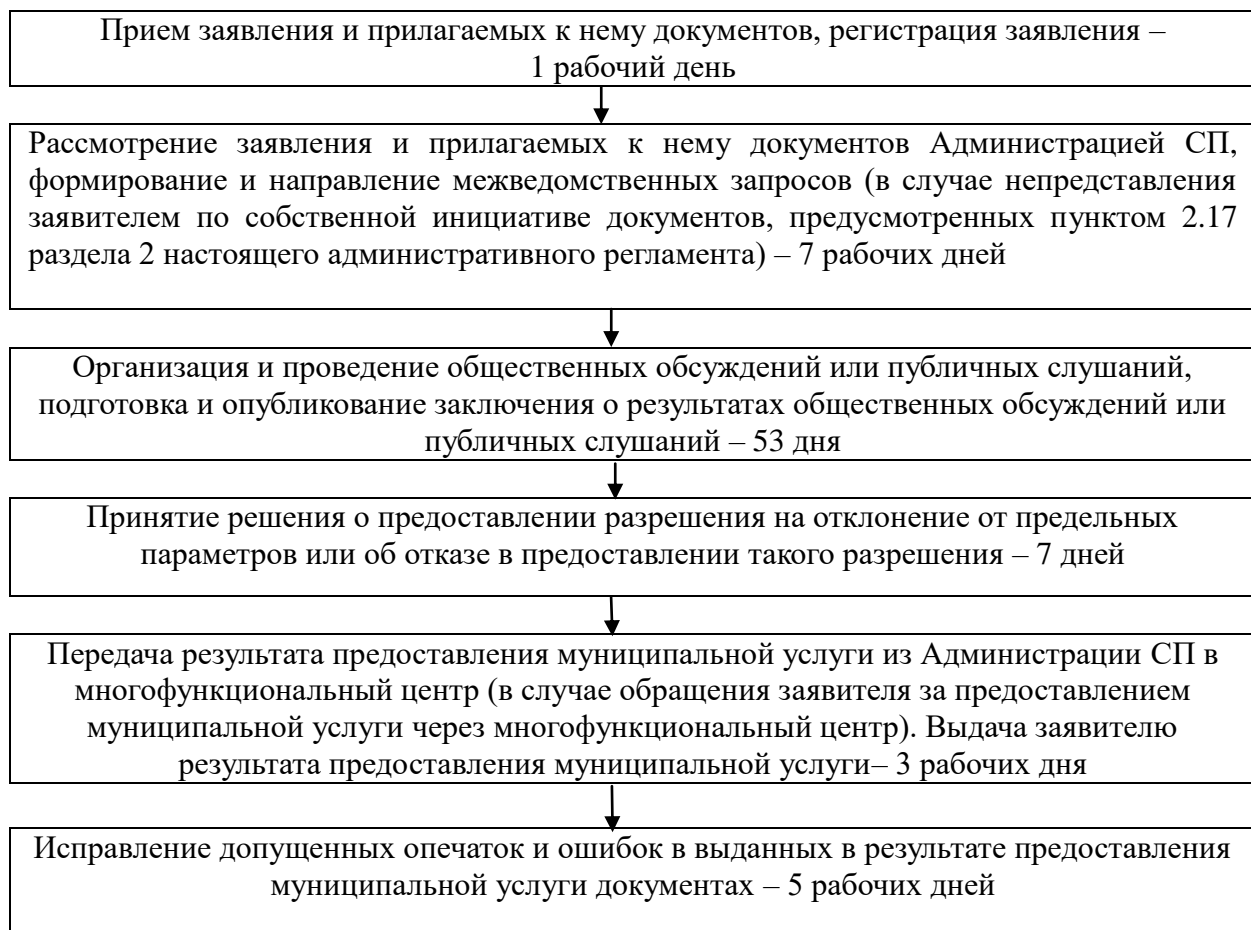 Прием заявления и прилагаемых к нему документов, регистрация заявления –
1 рабочий день
Рассмотрение заявления и прилагаемых к нему документов Администрацией СП,
формирование и направление межведомственных запросов (в случае непредставления
заявителем по собственной инициативе документов, предусмотренных пунктом 2.17
раздела 2 настоящего административного регламента) – 7 рабочих дней
Организация и проведение общественных обсуждений или публичных слушаний,
подготовка и опубликование заключения о результатах общественных обсуждений или
публичных слушаний – 53 дня
Принятие решения о предоставлении разрешения на отклонение от предельных
параметров или об отказе в предоставлении такого разрешения – 7 дней
Передача результата предоставления муниципальной услуги из Администрации СП в
многофункциональный центр (в случае обращения заявителя за предоставлением
муниципальной услуги через многофункциональный центр). Выдача заявителю
результата предоставления муниципальной услуги– 3 рабочих дня
Исправление допущенных опечаток и ошибок в выданных в результате предоставления
муниципальной услуги документах – 5 рабочих дней